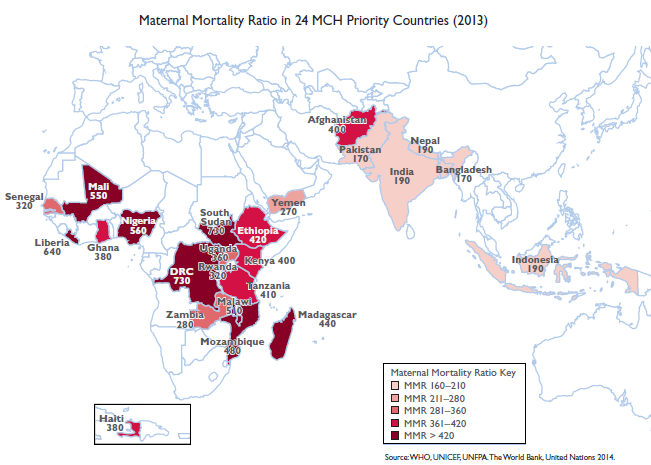 Maternal Mortality Ratio in 24 MCH Priority Countries (2013)
Afghanistan
400
Pakistan
170
Nepal
190
India
190
Bangladesh
170
Mali
550
Senegal
320
Nigeria
560
Liberia
640
Ghana
380
Yemen
270
South
Sudan
730
Ethiopia
420
Uganda
360
Kenya 400
Rwanda
320
DRC
730
Tanzania
410
Malawi
510
Zambia
280
Madagascar
440
Mozambique
480
Indonesia
190
Haiti
380
Maternal Mortality Ratio Key
MMR 160–210
MMR 211–280
MMR 281–360
MMR 361–420
MMR > 420
Source: WHO, UNICEF, UNFPA. The World Bank, United Nations 2014.